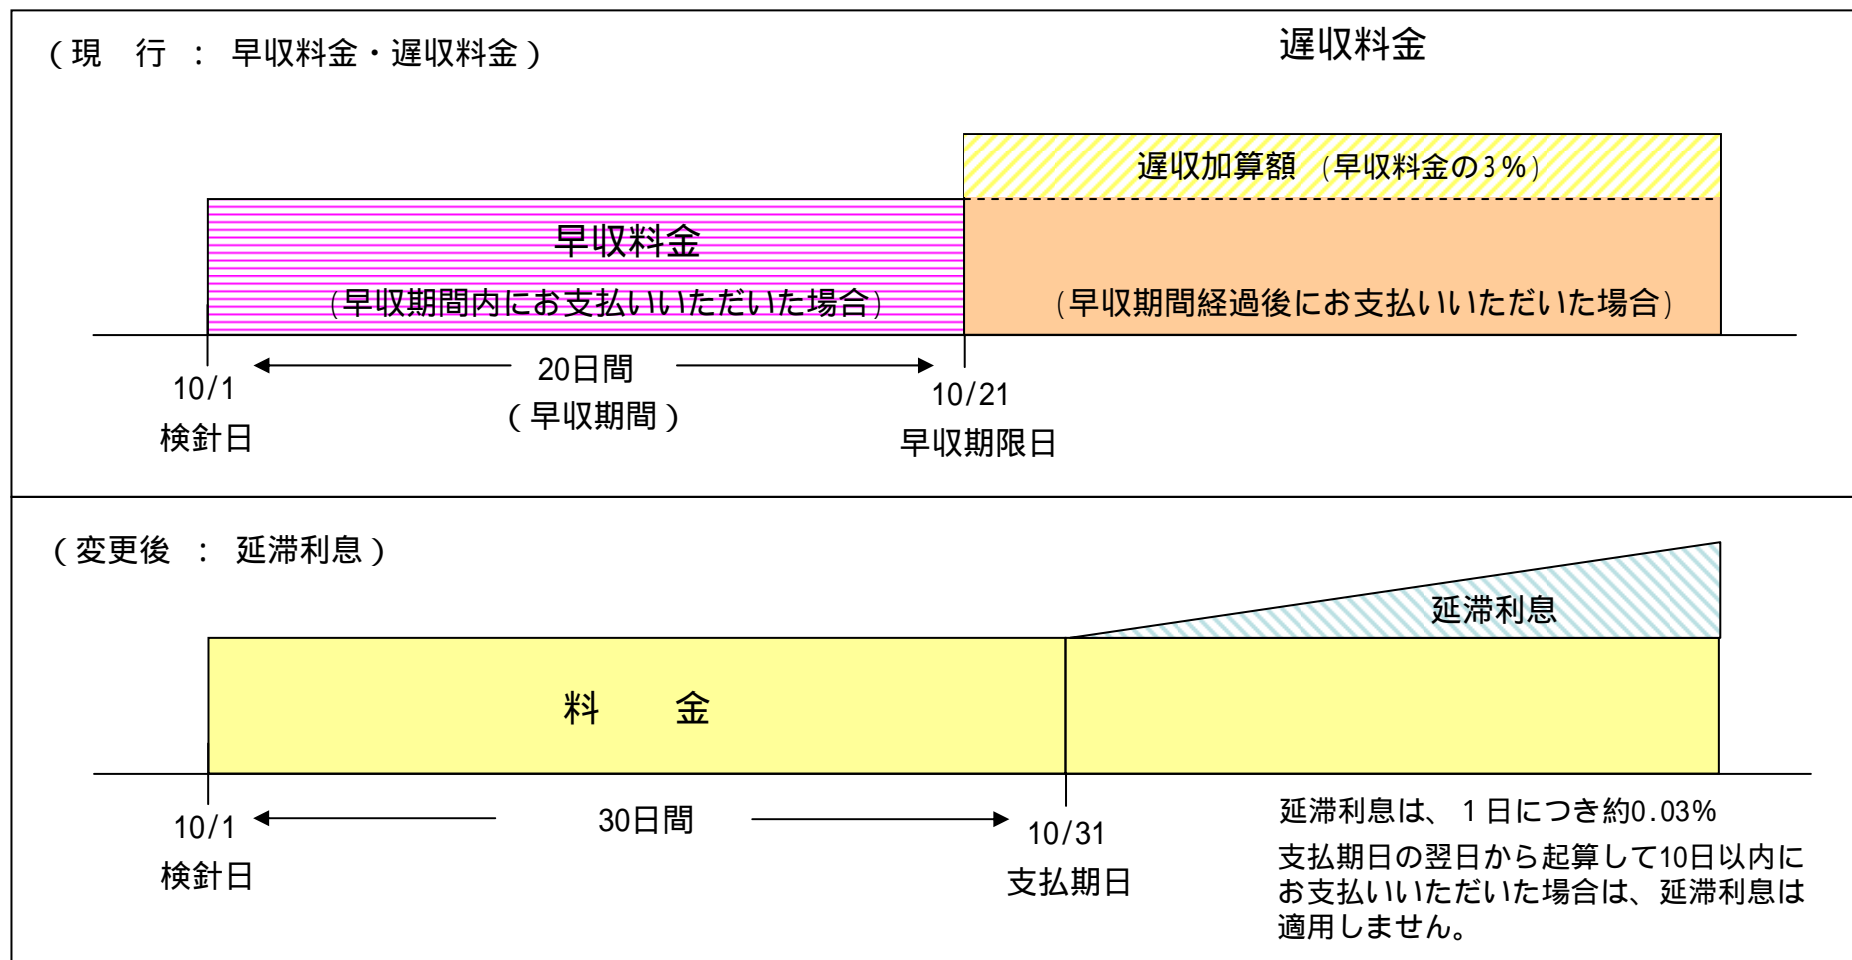 (現　行　：　早収料金・遅収料金)
遅収料金
遅収加算額 (早収料金の3%)
早収料金
(早収期間内にお支払いいただいた場合)
(早収期間経過後にお支払いいただいた場合)
20日間
(早収期間)
10/1
検針日
10/21
早収期限日
(変更後　：　延滞利息)
延滞利息
料　金
10/1
検針日
30日間
10/31
支払期日
延滞利息は、1日につき約0.03%
支払期日の翌日から起算して10日以内に
お支払いいただいた場合は、延滞利息は
適用しません。